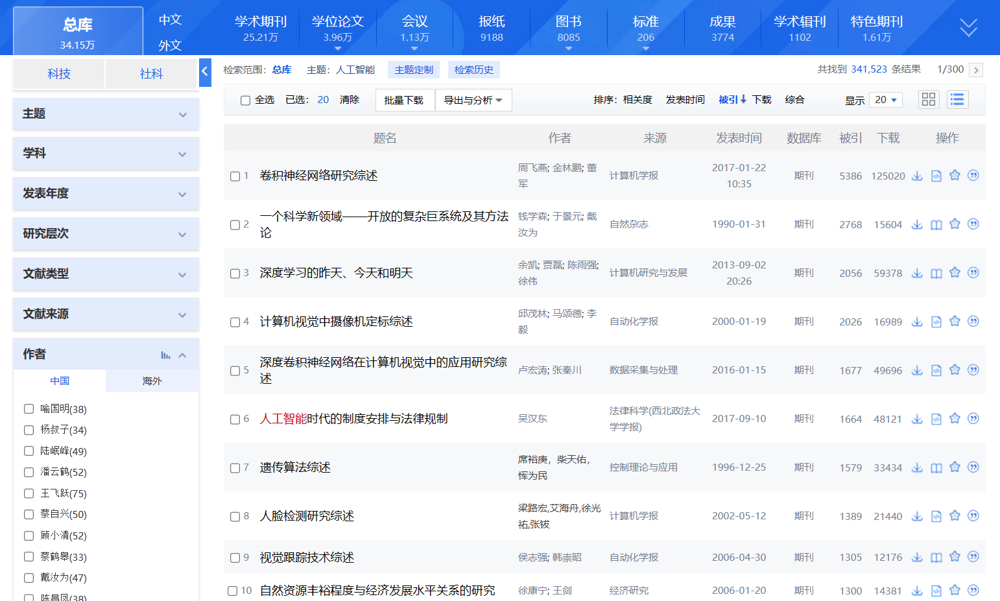 总库
34.15万
中文
外文
学术期刊
25.21万
学位论文
3.96万
会议
1.13万
报纸
9188
图书
8085
标准
206
成果
3774
学术辑刊
1102
特色期刊
1.61万
科技
社科
检索范围：总库 主题：人工智能 主题定制 检索历史 共找到 341,523 条结果 1/300
全选 已选：20 清除 批量下载 导出与分析 排序：相关度 发表时间 被引↓ 下载 综合 显示 20
主题
学科
发表年度
研究层次
文献类型
文献来源
作者
中国 海外
喻国明(38)
杨叔子(34)
陆岷峰(49)
潘云鹤(52)
王飞跃(75)
蔡自兴(50)
顾小清(52)
蔡鹤皋(33)
戴汝为(47)
陈昌凤(38)
题名 作者 来源 发表时间 数据库 被引 下载 操作
1 卷积神经网络研究综述 周飞燕; 金林鹏; 董
军 计算机学报 2017-01-22
10:35 期刊 5386 125020
2 一个科学新领域——开放的复杂巨系统及其方法
论 钱学森; 于景元; 戴
汝为 自然杂志 1990-01-31 期刊 2768 15604
3 深度学习的昨天、今天和明天 余凯; 贾磊; 陈雨强;
徐伟 计算机研究与发展 2013-09-02
20:26 期刊 2056 59378
4 计算机视觉中摄像机定标综述 邱茂林; 马颂德; 李
毅 自动化学报 2000-01-19 期刊 2026 16989
5 深度卷积神经网络在计算机视觉中的应用研究综
述 卢宏涛; 张秦川 数据采集与处理 2016-01-15 期刊 1677 49696
6 人工智能时代的制度安排与法律规制 吴汉东 法律科学(西北政法大
学学报) 2017-09-10 期刊 1664 48121
7 遗传算法综述 席裕庚，柴天佑，
恽为民 控制理论与应用 1996-12-25 期刊 1579 33434
8 人脸检测研究综述 梁路宏,艾海舟,徐光
祐,张钹 计算机学报 2002-05-12 期刊 1389 21440
9 视觉跟踪技术综述 侯志强; 韩崇昭 自动化学报 2006-04-30 期刊 1305 12176
10 自然资源丰裕程度与经济发展水平关系的研究 徐康宁; 王剑 经济研究 2006-01-20 期刊 1300 14381